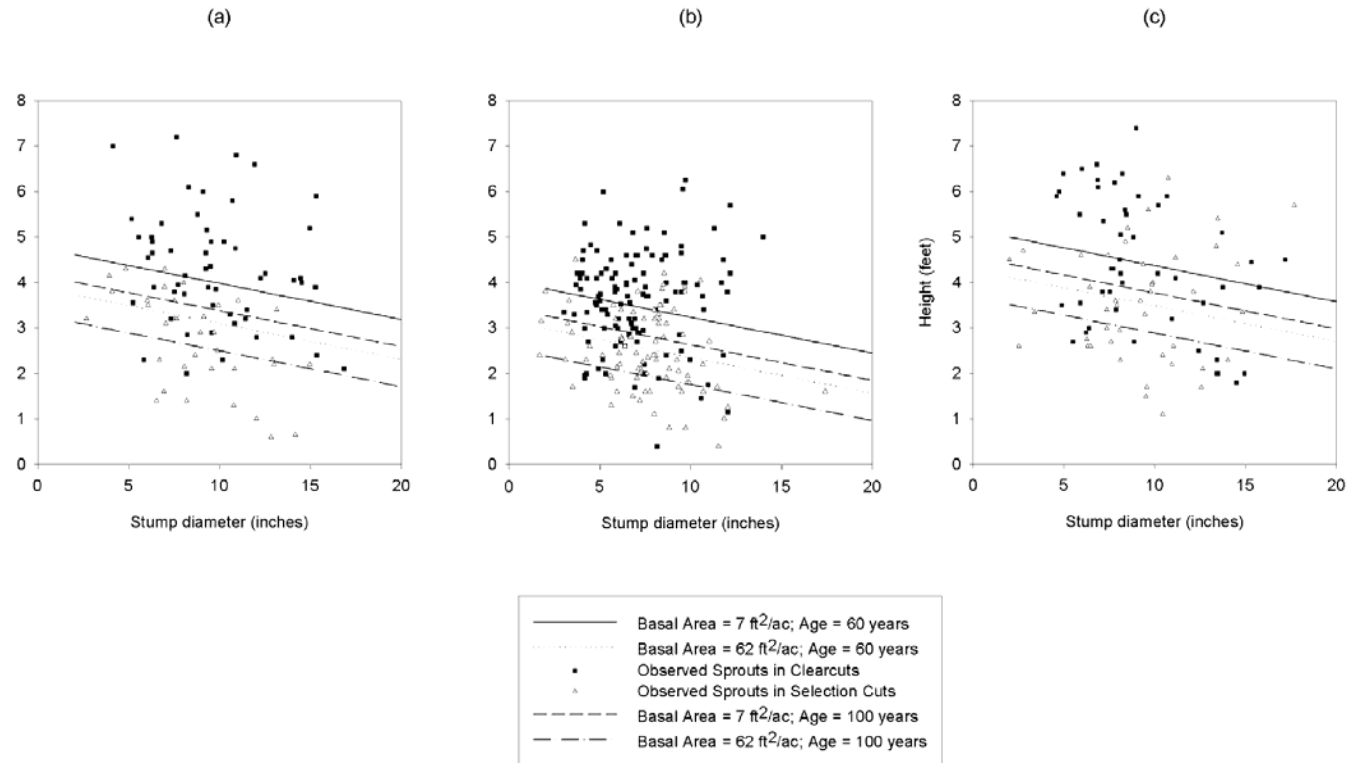 (a)
(b)
(c)
8
7
6
5
4
3
2
1
0
0 5 10 15 20
Stump diameter (inches)
8
7
6
5
4
3
2
1
0
0 5 10 15 20
Stump diameter (inches)
Height (feet)
8
7
6
5
4
3
2
1
0
0 5 10 15 20
Stump diameter (inches)
Basal Area = 7 ft²/ac; Age = 60 years
Basal Area = 62 ft²/ac; Age = 60 years
Observed Sprouts in Clearcuts
Observed Sprouts in Selection Cuts
Basal Area = 7 ft²/ac; Age = 100 years
Basal Area = 62 ft²/ac; Age = 100 years